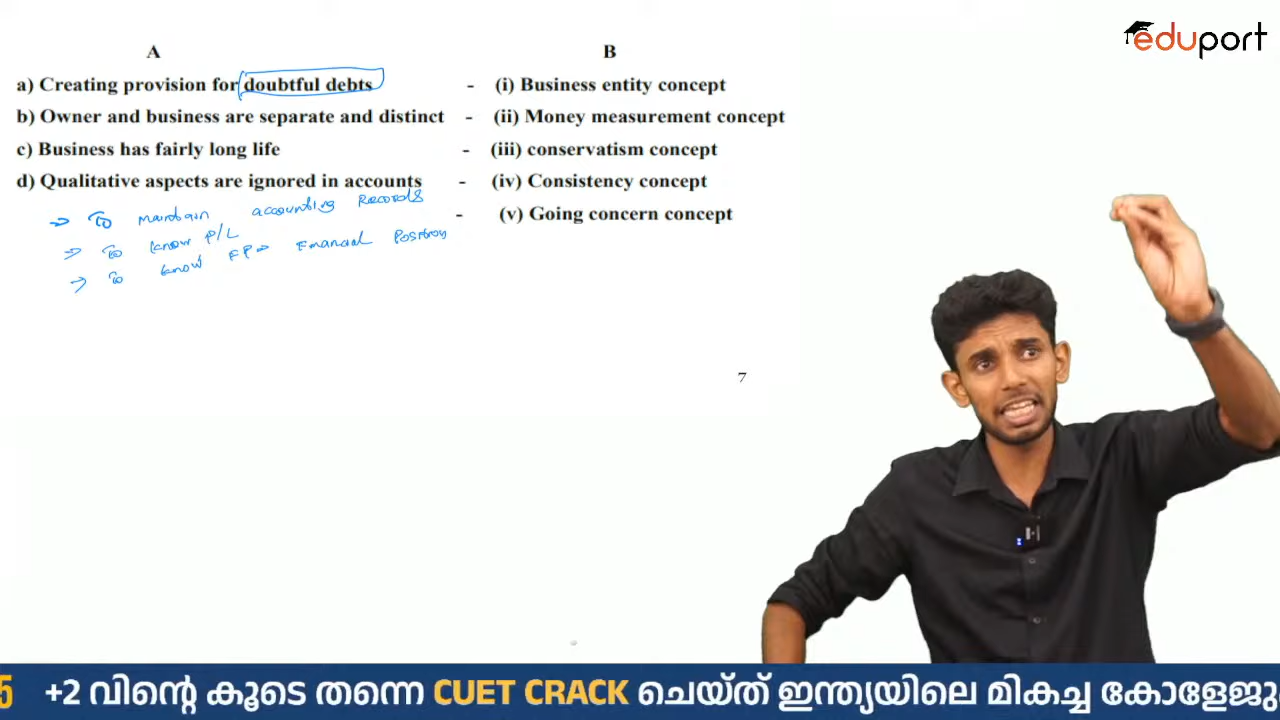 eduport
A B
a) Creating provision for doubtful debts - (i) Business entity concept
b) Owner and business are separate and distinct - (ii) Money measurement concept
c) Business has fairly long life - (iii) conservatism concept
d) Qualitative aspects are ignored in accounts - (iv) Consistency concept
- (v) Going concern concept
→ To maintain accounting Records
→ To know P/L
→ To know FP → Financial Position
7
5 +2 വിന്റെ കൂടെ തന്നെ CUET CRACK ചെയ്ത് ഇന്ത്യയിലെ മികച്ച കോളേജു